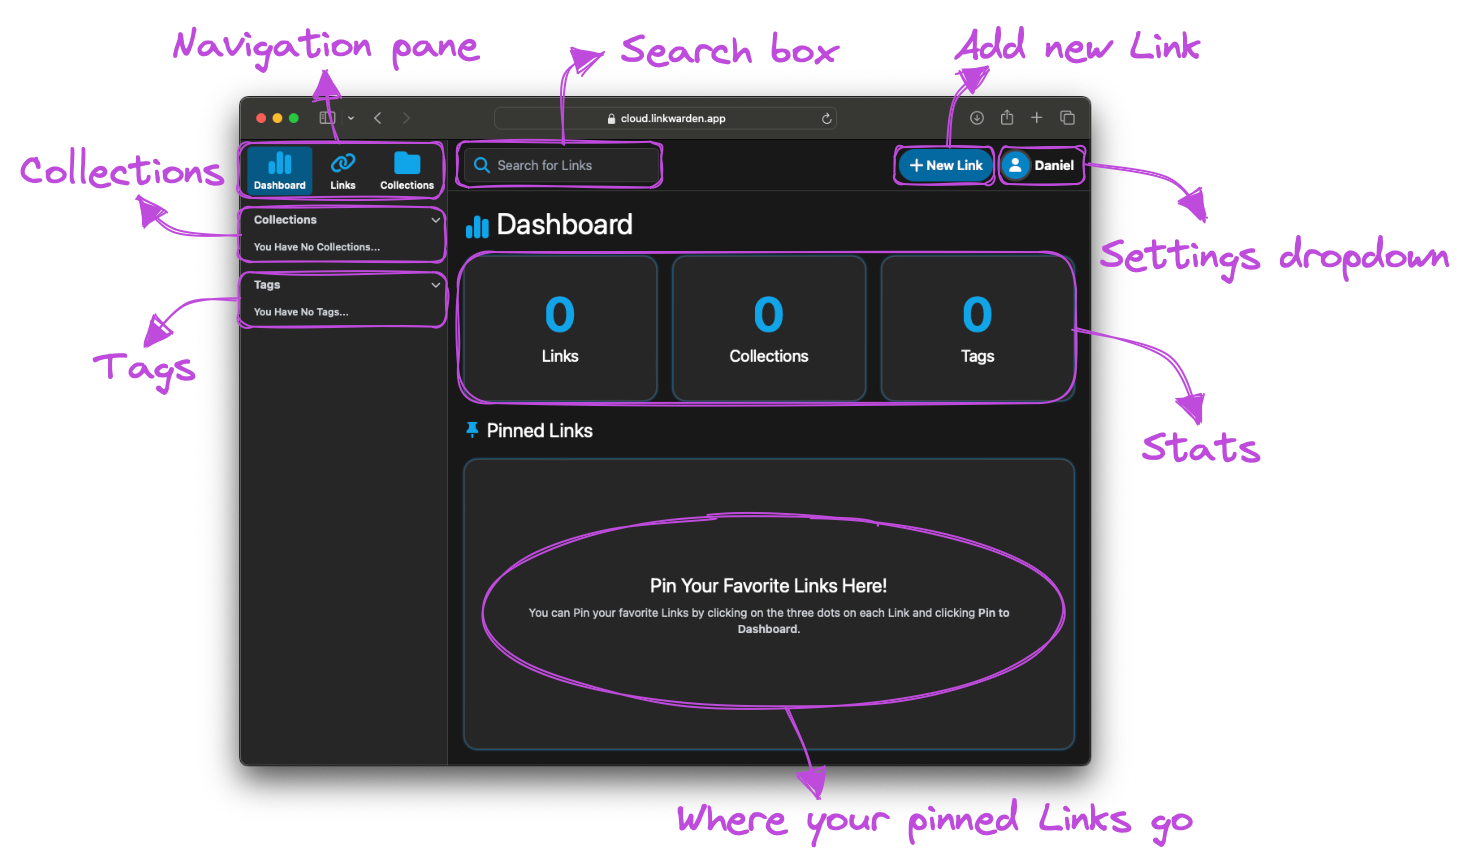 Navigation pane
Search box
Add new Link
cloud.linkwarden.app
Collections
Dashboard
Links
Collections
Search for Links
+ New Link
Daniel
Collections
You Have No Collections...
Dashboard
Settings dropdown
Tags
You Have No Tags...
0
Links
0
Collections
0
Tags
Tags
Pinned Links
Stats
Pin Your Favorite Links Here!
You can Pin your favorite Links by clicking on the three dots on each Link and clicking Pin to
Dashboard.
Where your pinned Links go